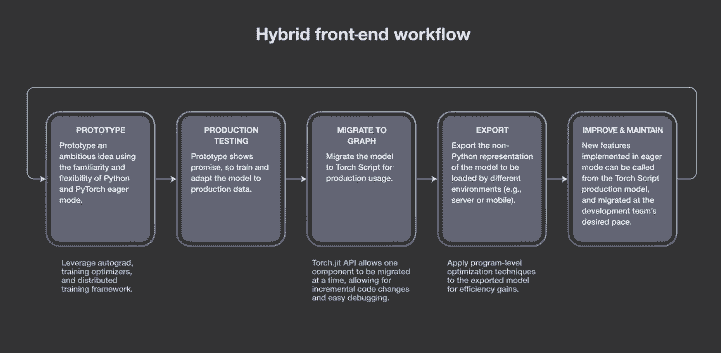 Hybrid front-end workflow
PROTOTYPE
Prototype an
ambitious idea using
the familiarity and
flexibility of Python
and PyTorch eager
mode.
PRODUCTION
TESTING
Prototype shows
promise, so train and
adapt the model to
production data.
MIGRATE TO
GRAPH
Migrate the model
to Torch Script for
production usage.
EXPORT
Export the non-
Python representation
of the model to be
loaded by different
environments (e.g.,
server or mobile).
IMPROVE & MAINTAIN
New features
implemented in eager
mode can be called
from the Torch Script
production model,
and migrated at the
development team's
desired pace.
Leverage autograd,
training optimizers,
and distributed
training framework.
Torch.jit API allows one
component to be migrated
at a time, allowing for
incremental code changes
and easy debugging.
Apply program-level
optimization techniques
to the exported model
for efficiency gains.